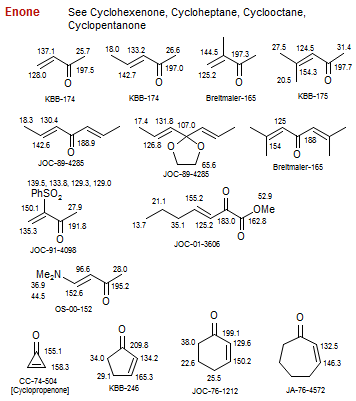 Enone See Cyclohexenone, Cycloheptane, Cyclooctane,
Cyclopentanone
137.1 25.7
128.0 O 197.5
KBB-174
18.0 133.2 26.6
142.7 O 197.0
KBB-174
144.5 197.3
125.2 O
Breitmaier-165
27.5 124.5 31.4
20.5 154.3 O 197.7
KBB-175
18.3 130.4
142.6 O 188.9
JOC-89-4285
17.4 131.8 107.0
126.8 O O 65.6
JOC-89-4285
125
154 O 188
Breitmaier-165
139.5, 133.8, 129.3, 129.0
PhSO2
150.1 27.9
135.3 O 191.8
JOC-91-4098
21.1 155.2 O 52.9
OMe
13.7 35.1 125.2 183.0 O 162.8
JOC-01-3606
Me2N 96.6 28.0
36.9
44.5 152.6 O 195.2
OS-00-152
O
155.1
158.3
CC-74-504
[Cyclopropenone]
O
209.8
34.0 134.2
29.1 165.3
KBB-246
O
199.1
38.0 129.6
22.6 150.2
25.5
JOC-76-1212
O
132.5
146.3
JA-76-4572